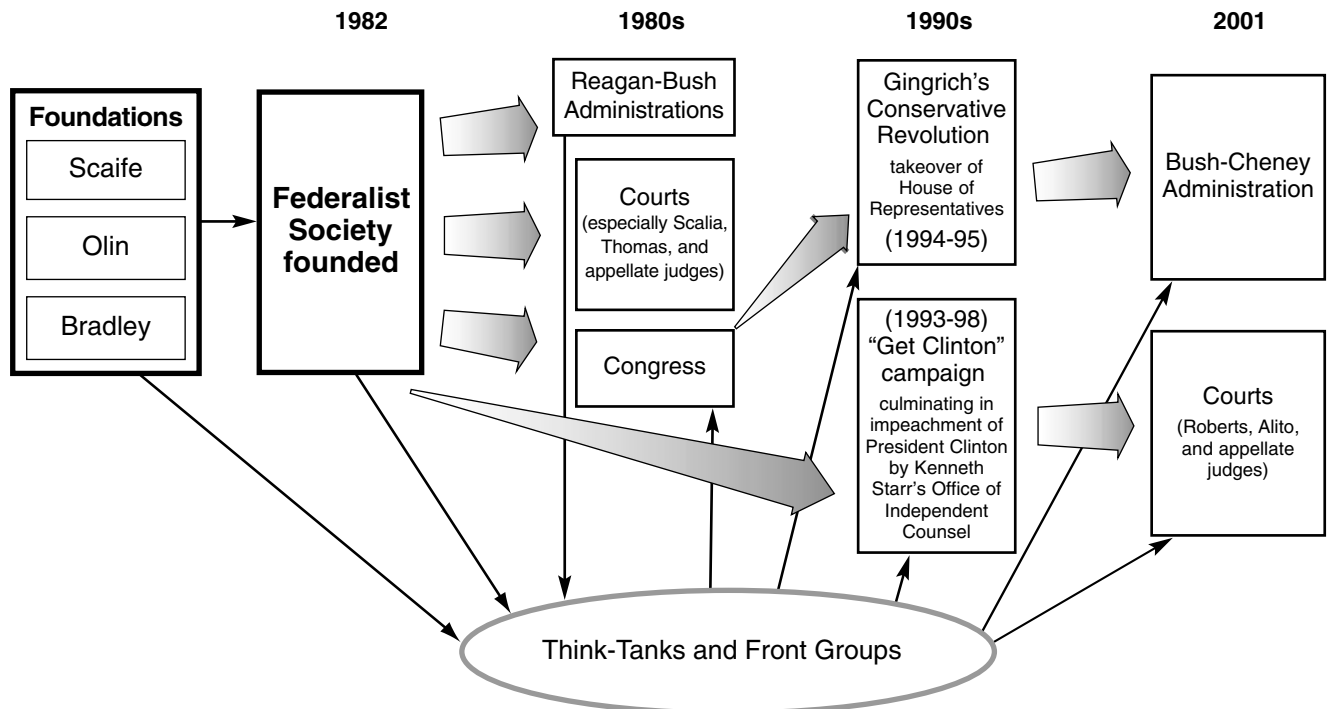 1982
1980s
1990s
2001
Foundations
Scaife
Olin
Bradley
Federalist
Society
founded
Reagan-Bush
Administrations
Courts
(especially Scalia,
Thomas, and
appellate judges)
Congress
Gingrich’s
Conservative
Revolution
takeover of
House of
Representatives
(1994-95)
(1993-98)
“Get Clinton”
campaign
culminating in
impeachment of
President Clinton
by Kenneth
Starr’s Office of
Independent
Counsel
Bush-Cheney
Administration
Courts
(Roberts, Alito,
and appellate
judges)
Think-Tanks and Front Groups